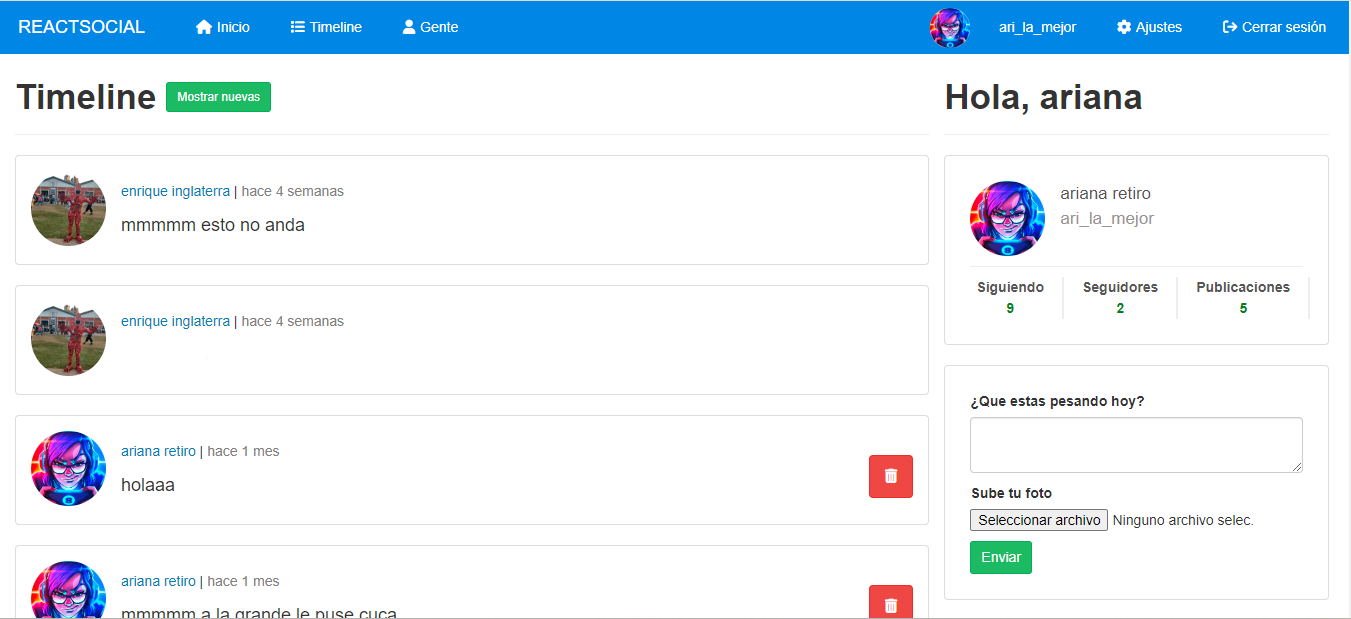 REACTSOCIAL Inicio Timeline Gente ari_la_mejor Ajustes Cerrar sesión
Timeline Mostrar nuevas
enrique inglaterra | hace 4 semanas
mmmmm esto no anda
enrique inglaterra | hace 4 semanas
ariana retiro | hace 1 mes
holaaa
ariana retiro | hace 1 mes
mmmmm a la grande le puse cuca
Hola, ariana
ariana retiro
ari_la_mejor
Siguiendo Seguidores Publicaciones
9 2 5
¿Que estas pesando hoy?
Sube tu foto
Seleccionar archivo Ninguno archivo selec.
Enviar